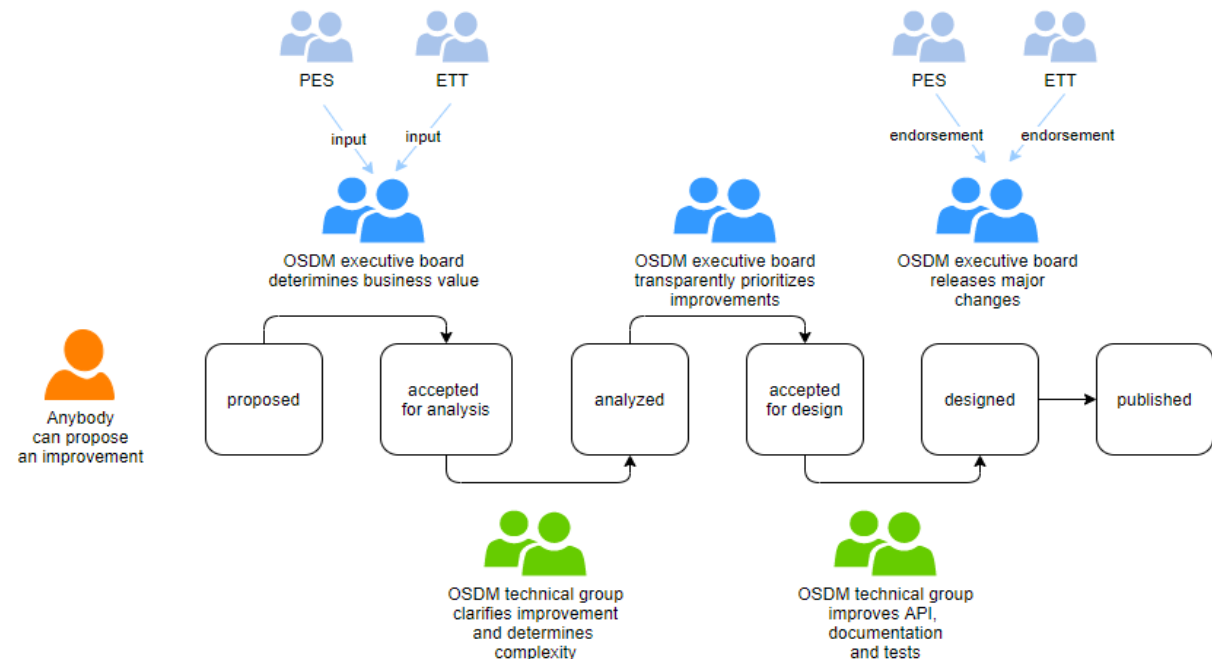 PES
ETT
PES
ETT
input
input
endorsement
endorsement
OSDM executive board
deterimines business value
OSDM executive board
transparently prioritizes
improvements
OSDM executive board
releases major
changes
Anybody
can propose
an improvement
proposed
accepted
for analysis
analyzed
accepted
for design
designed
published
OSDM technical group
clarifies improvement
and determines
complexity
OSDM technical group
improves API,
documentation
and tests